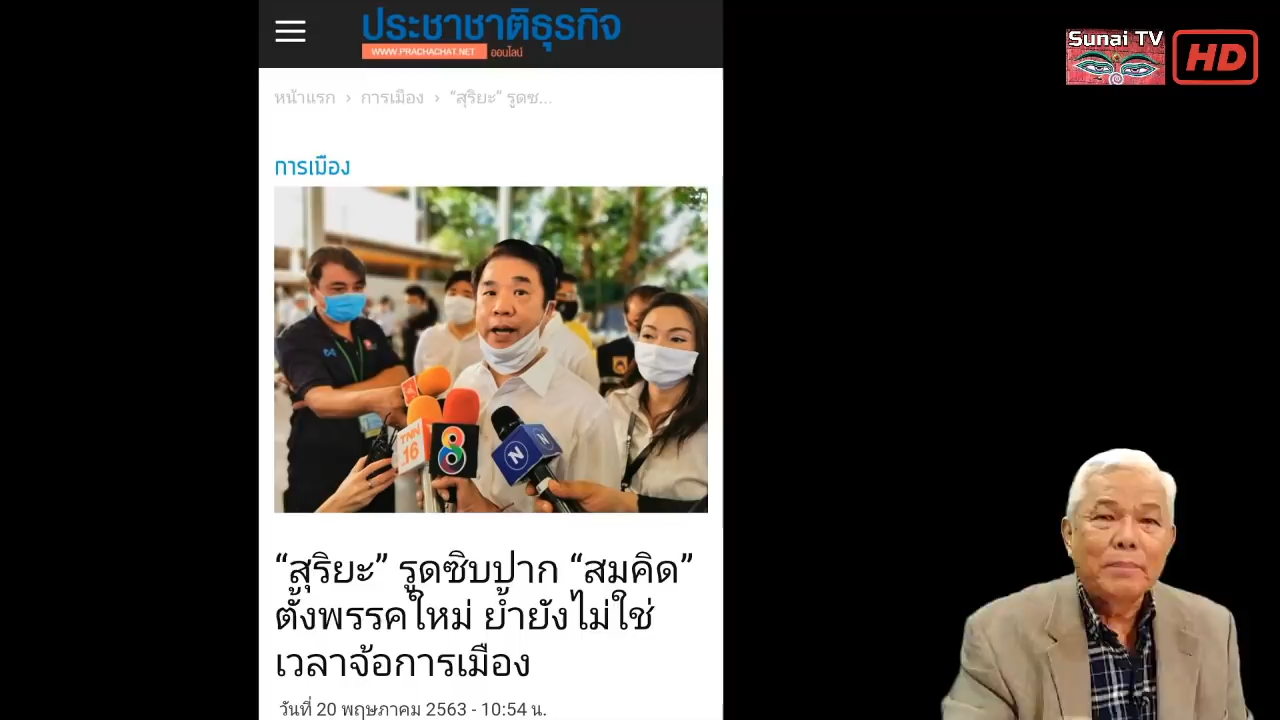 ประชาชาติธุรกิจ
WWW.PRACHACHAT.NET ออนไลน์
Sunai TV
HD
หน้าแรก › การเมือง › “สุริยะ” รูดซ...
การเมือง
TNN 16
8
N
N
“สุริยะ” รูดซิบปาก “สมคิด”
ตั้งพรรคใหม่ ย้ำยังไม่ใช่
เวลาจ้อการเมือง
วันที่ 20 พฤษภาคม 2563 - 10:54 น.